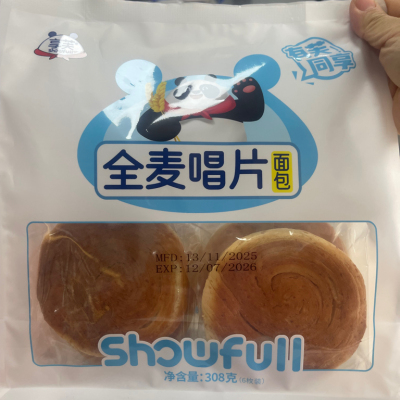 有芙
同享
全麦唱片
面包
MFD: 13/11/2025
EXP: 12/07/2026
Showfull
净含量: 308克